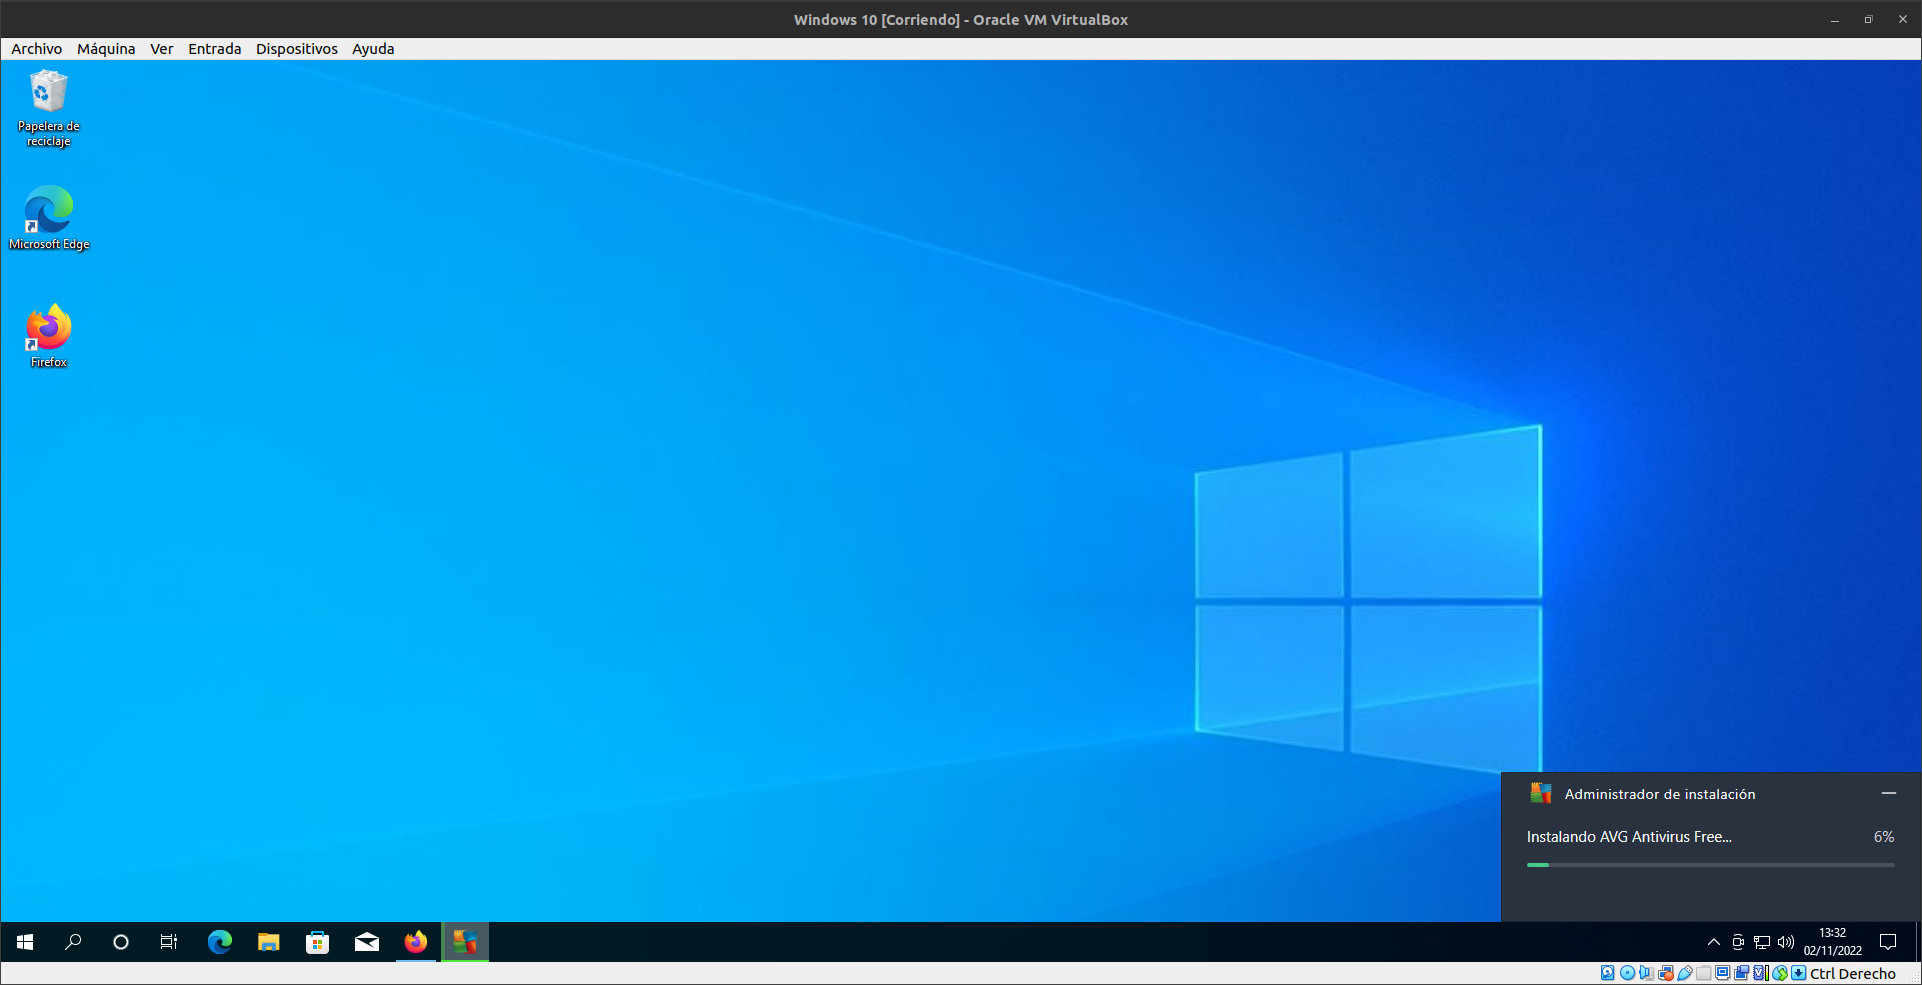 Windows 10 [Corriendo] - Oracle VM VirtualBox
Archivo Máquina Ver Entrada Dispositivos Ayuda
Papelera de
reciclaje
Microsoft Edge
Firefox
Administrador de instalación
Instalando AVG Antivirus Free... 6%
13:32
02/11/2022
Ctrl Derecho